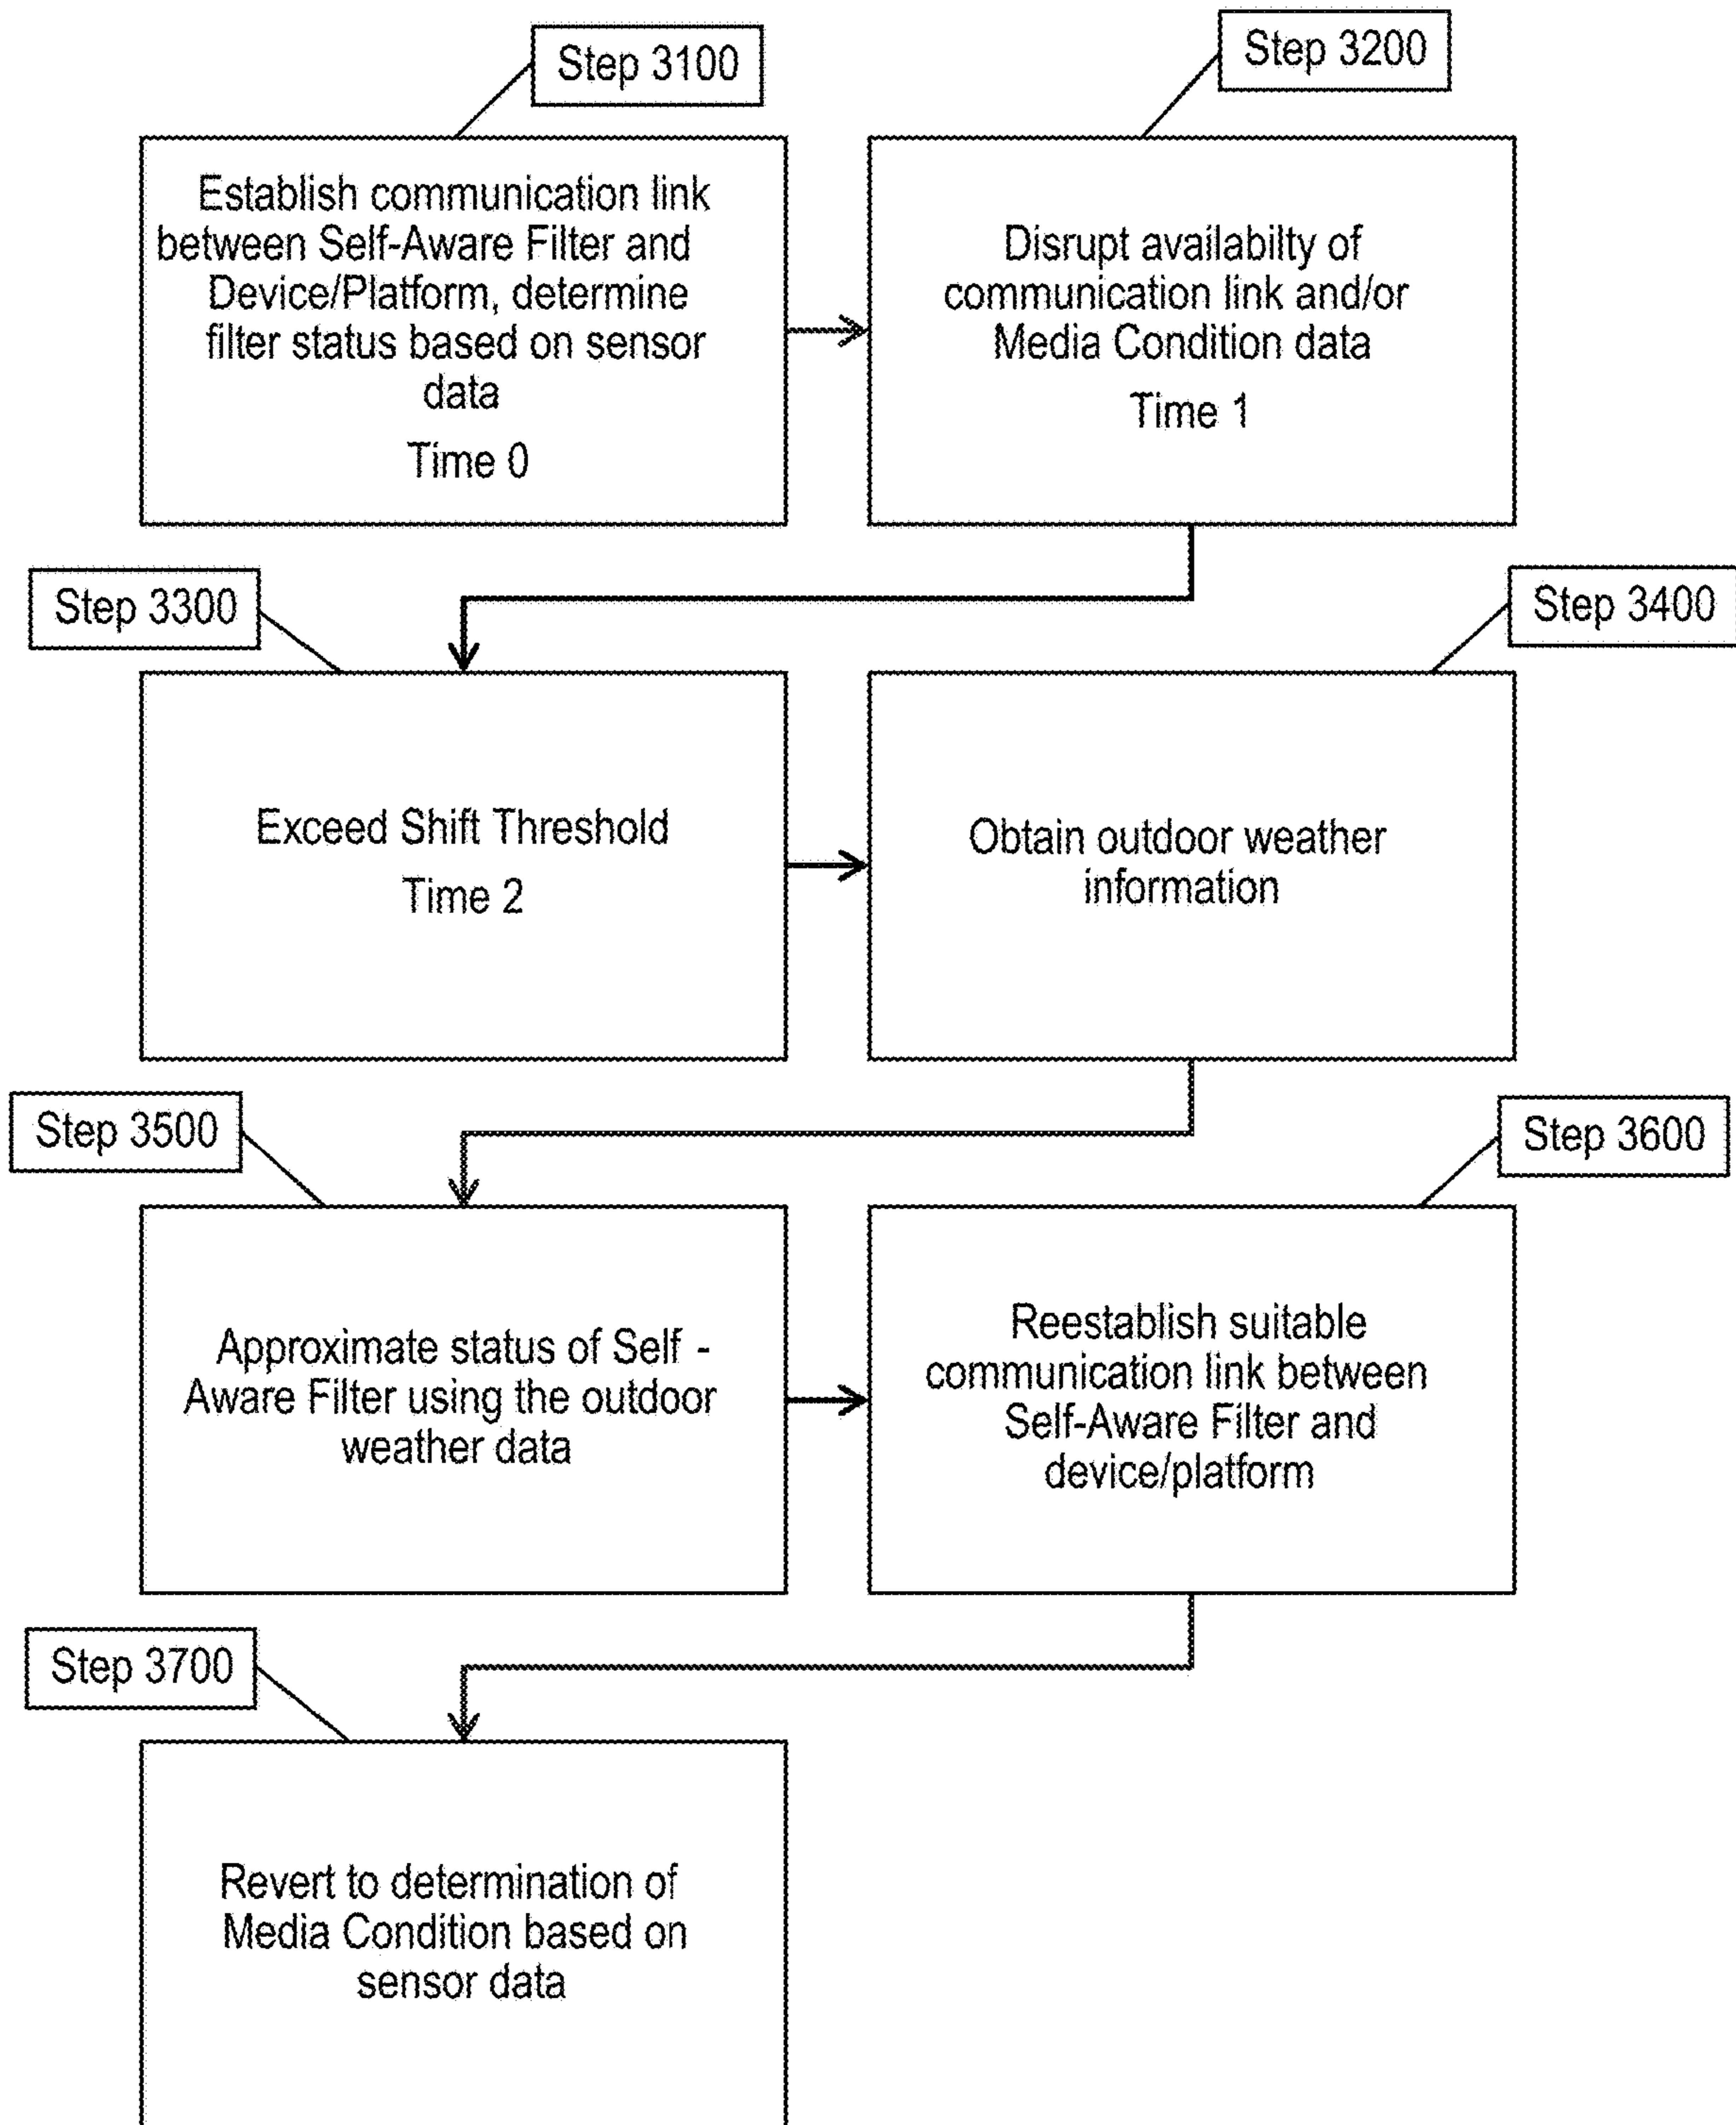 Step 3100
Establish communication link
between Self-Aware Filter and
Device/Platform, determine
filter status based on sensor
data
Time 0
Step 3200
Disrupt availabilty of
communication link and/or
Media Condition data
Time 1
Step 3300
Exceed Shift Threshold
Time 2
Step 3400
Obtain outdoor weather
information
Step 3500
Approximate status of Self -
Aware Filter using the outdoor
weather data
Step 3600
Reestablish suitable
communication link between
Self-Aware Filter and
device/platform
Step 3700
Revert to determination of
Media Condition based on
sensor data